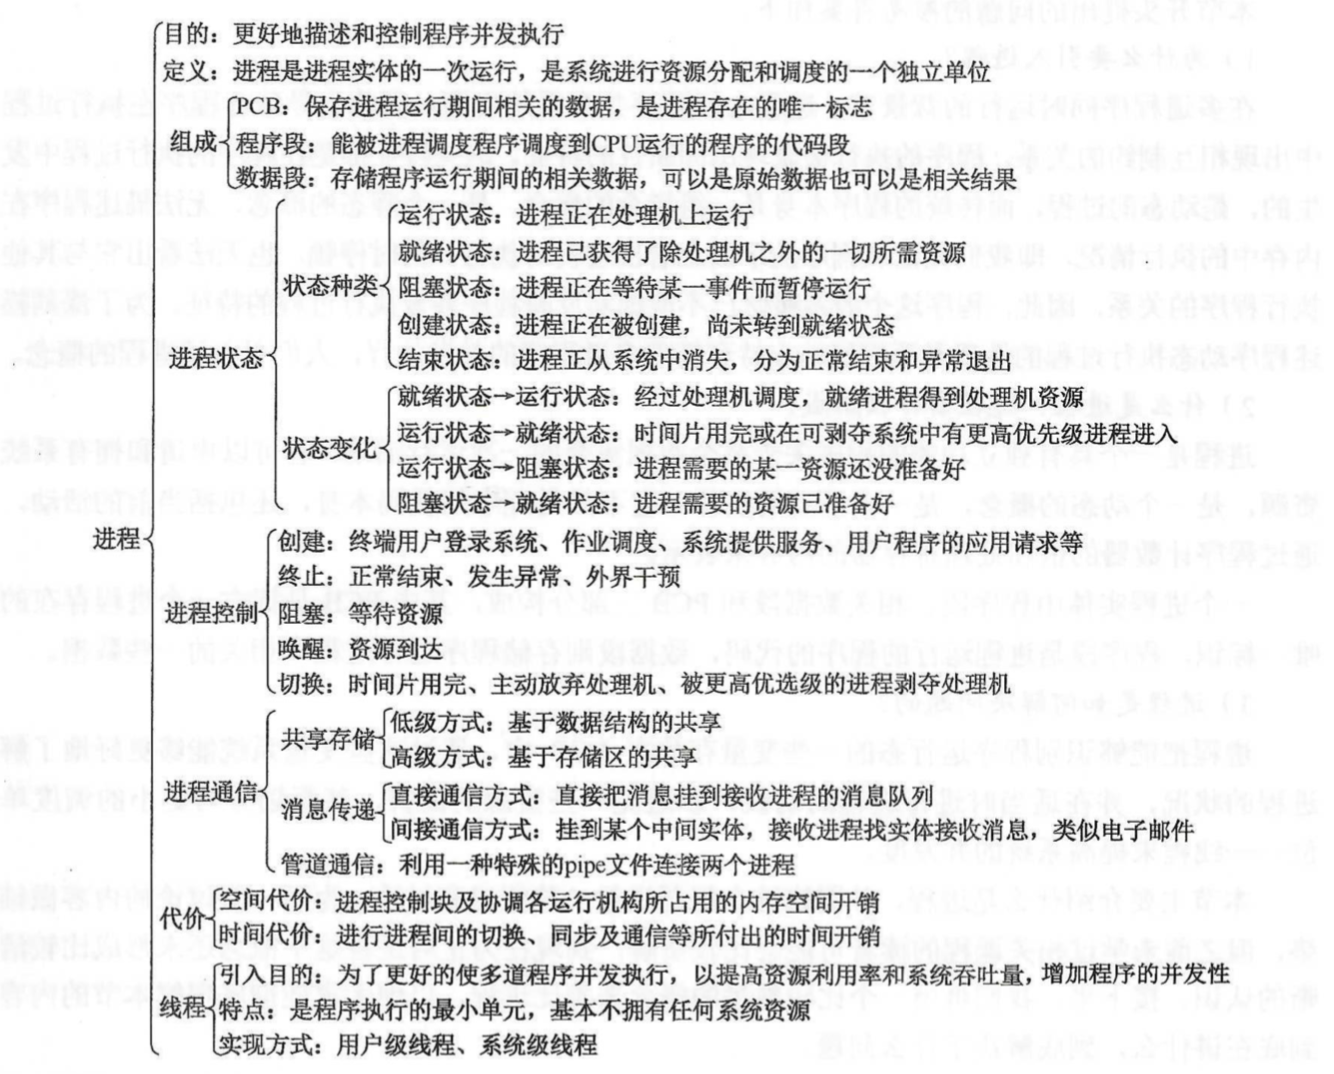 目的：更好地描述和控制程序并发执行
定义：进程是进程实体的一次运行，是系统进行资源分配和调度的一个独立单位
PCB：保存进程运行期间相关的数据，是进程存在的唯一标志
组成
程序段：能被进程调度程序调度到CPU运行的程序的代码段
数据段：存储程序运行期间的相关数据，可以是原始数据也可以是相关结果
运行状态：进程正在处理机上运行
就绪状态：进程已获得了除处理机之外的一切所需资源
状态种类
阻塞状态：进程正在等待某一事件而暂停运行
创建状态：进程正在被创建，尚未转到就绪状态
进程状态
结束状态：进程正从系统中消失，分为正常结束和异常退出
就绪状态→运行状态：经过处理机调度，就绪进程得到处理机资源
运行状态→就绪状态：时间片用完或在可剥夺系统中有更高优先级进程进入
状态变化
运行状态→阻塞状态：进程需要的某一资源还没准备好
阻塞状态→就绪状态：进程需要的资源已准备好
进程
创建：终端用户登录系统、作业调度、系统提供服务、用户程序的应用请求等
终止：正常结束、发生异常、外界干预
进程控制
阻塞：等待资源
唤醒：资源到达
切换：时间片用完、主动放弃处理机、被更高优选级的进程剥夺处理机
共享存储
低级方式：基于数据结构的共享
高级方式：基于存储区的共享
进程通信
消息传递
直接通信方式：直接把消息挂到接收进程的消息队列
间接通信方式：挂到某个中间实体，接收进程找实体接收消息，类似电子邮件
管道通信：利用一种特殊的pipe文件连接两个进程
代价
空间代价：进程控制块及协调各运行机构所占用的内存空间开销
时间代价：进行进程间的切换、同步及通信等所付出的时间开销
引入目的：为了更好的使多道程序并发执行，以提高资源利用率和系统吞吐量，增加程序的并发性
线程
特点：是程序执行的最小单元，基本不拥有任何系统资源
实现方式：用户级线程、系统级线程